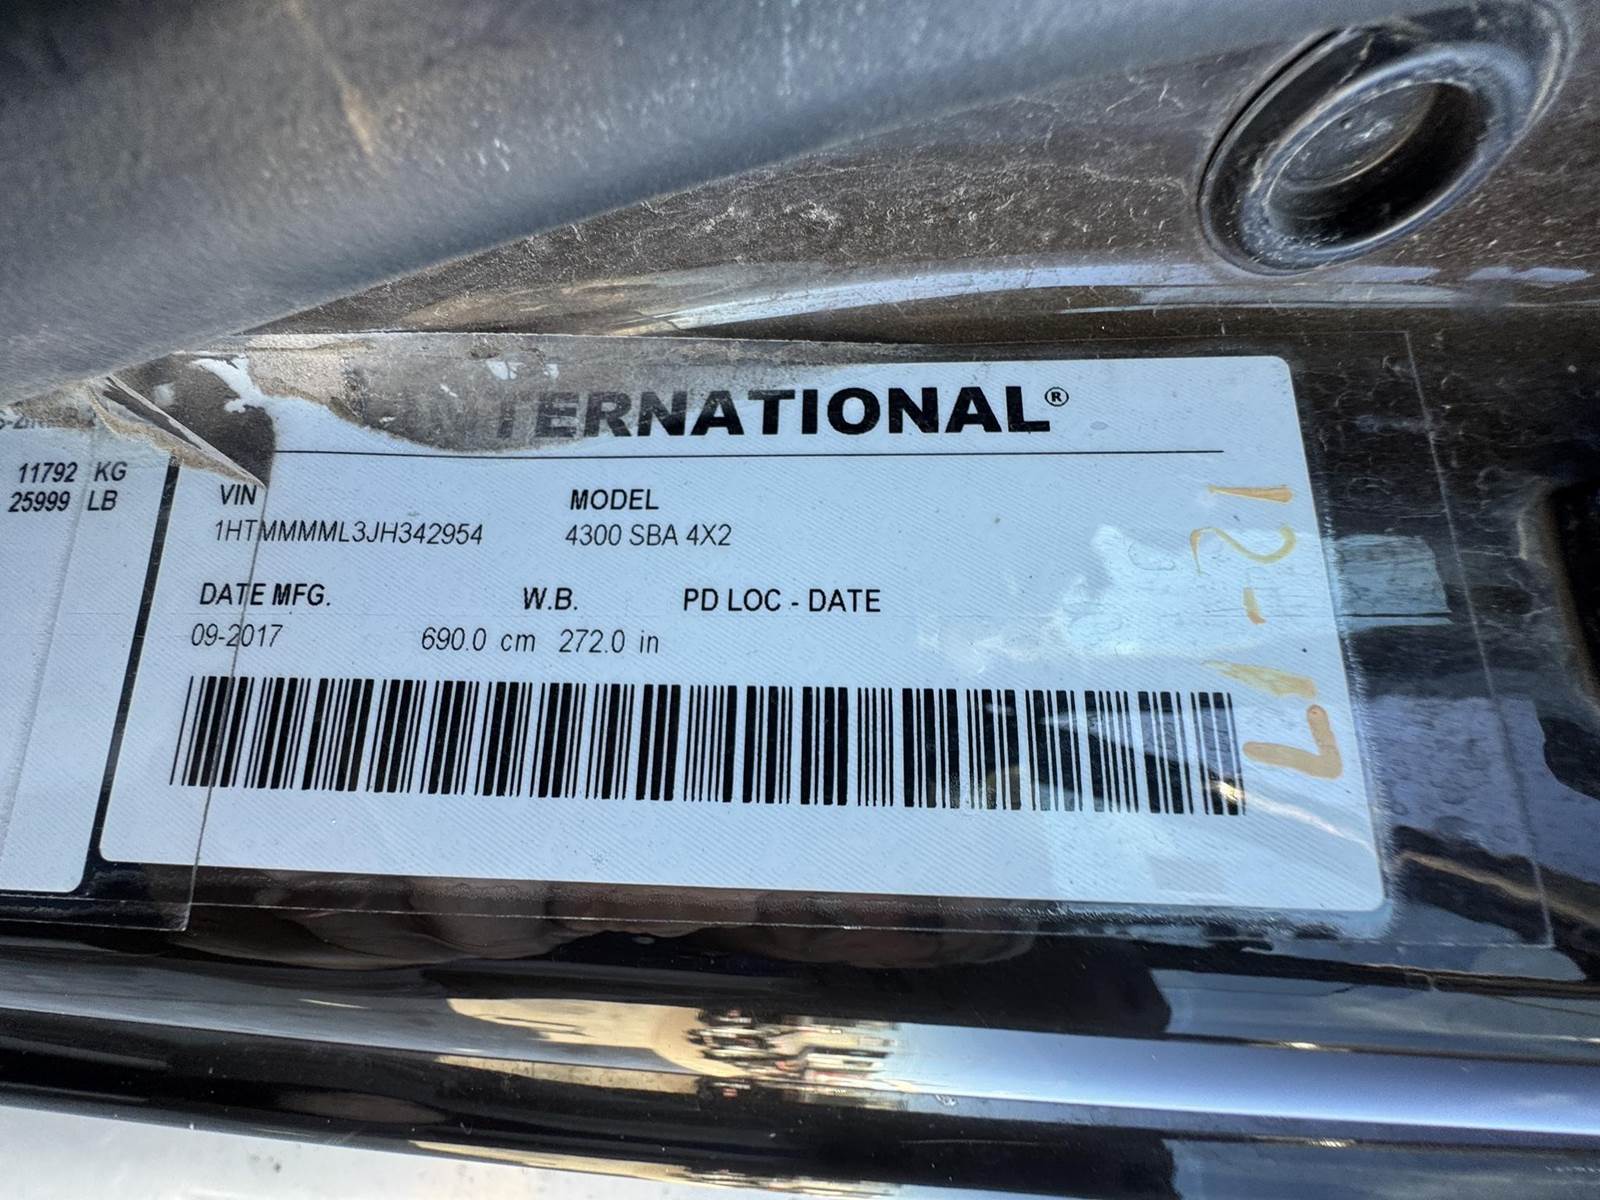 11792 KG
25999 LB
INTERNATIONAL®
VIN MODEL
1HTMMMML3JH342954 4300 SBA 4X2
DATE MFG. W.B. PD LOC - DATE
09-2017 690.0 cm 272.0 in
12-17